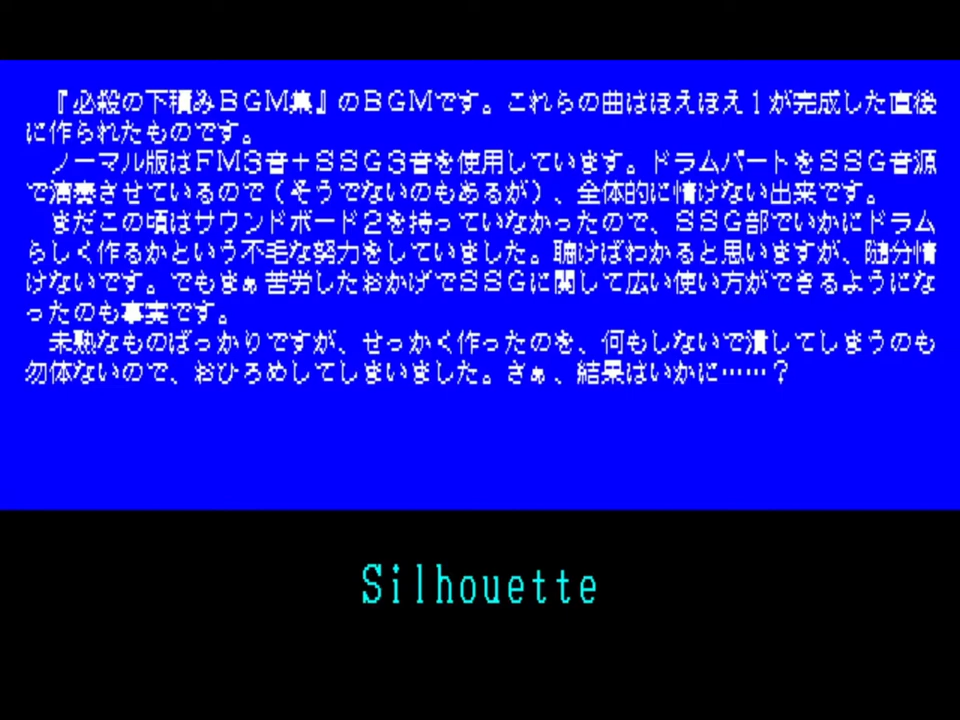 『必殺の下積みBGM集』のBGMです。これらの曲はほえほえ1が完成した直後
に作られたものです。
ノーマル版はFM3音+SSG3音を使用しています。ドラムパートをSSG音源
で演奏させているので(そうでないのもあるが)、全体的に情けない出来です。
まだこの頃はサウンドボード2を持っていなかったので、SSG部でいかにドラム
らしく作るかという不毛な努力をしていました。聴けばわかると思いますが、随分情
けないです。でもまぁ苦労したおかげでSSGに関して広い使い方ができるようにな
ったのも事実です。
未熟なものばっかりですが、せっかく作ったのを、何もしないで潰してしまうのも
勿体ないので、おひろめしてしまいました。さぁ、結果はいかに……?
Silhouette